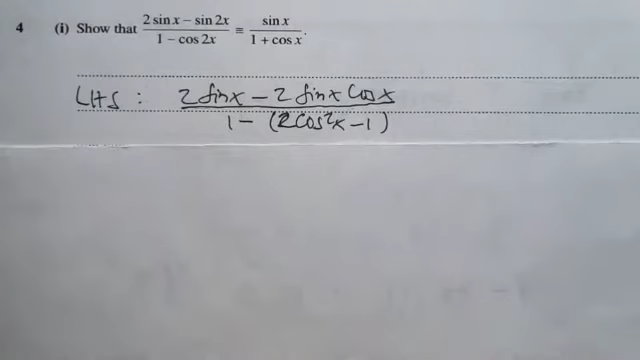 4 (i) Show that (2 sin x − sin 2x)/(1 − cos 2x) ≡ sin x/(1 + cos x).
LHS : (2 sin x − 2 sin x cos x)/(1 − (2cos²x − 1))